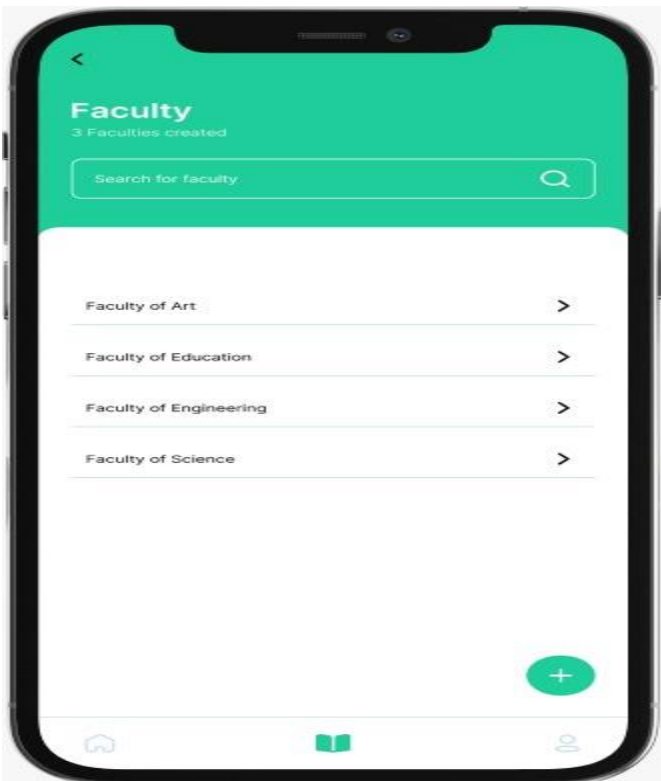 Faculty
3 Faculties created
Search for faculty
Faculty of Art
Faculty of Education
Faculty of Engineering
Faculty of Science